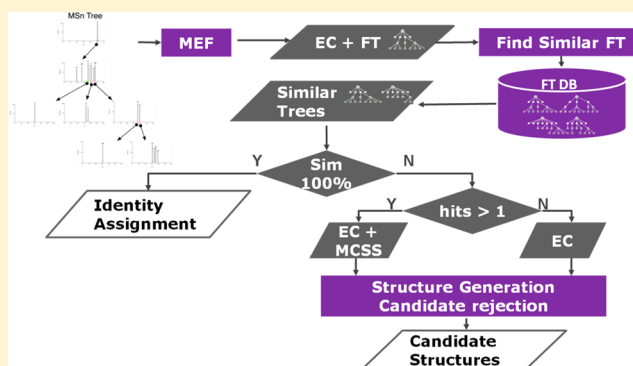 MSn Tree
MEF
EC + FT
Find Similar FT
FT DB
Similar
Trees
Y
Sim
100%
N
Identity
Assignment
Y
hits > 1
N
EC +
MCSS
EC
Structure Generation
Candidate rejection
Candidate
Structures